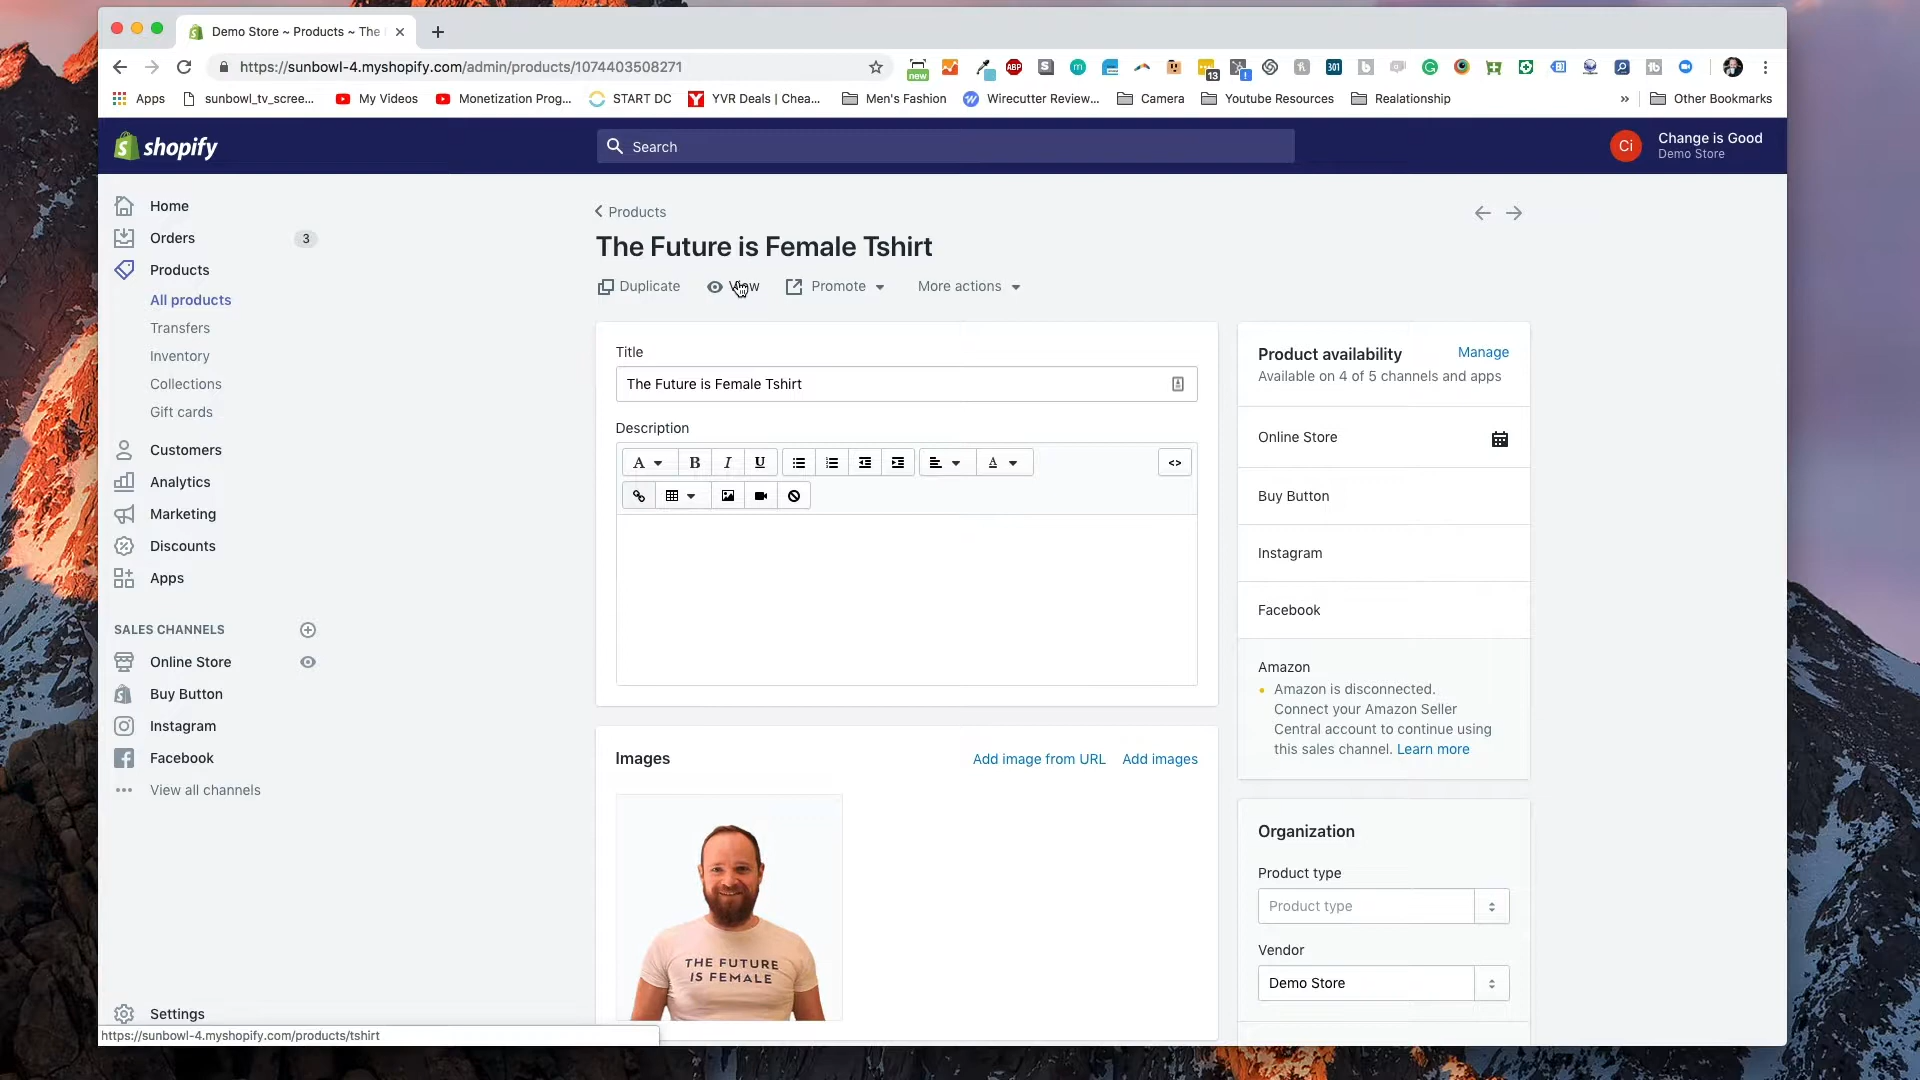 Demo Store ~ Products ~ The
https://sunbowl-4.myshopify.com/admin/products/1074403508271
new
ABP
13
301
Apps
sunbowl_tv_scree...
My Videos
Monetization Prog...
START DC
YVR Deals | Chea...
Men's Fashion
Wirecutter Review...
Camera
Youtube Resources
Realationship
»
Other Bookmarks
shopify
Search
Ci
Change is Good
Demo Store
Home
Orders
3
Products
All products
Transfers
Inventory
Collections
Gift cards
Customers
Analytics
Marketing
Discounts
Apps
SALES CHANNELS
Online Store
Buy Button
Instagram
Facebook
View all channels
Settings
https://sunbowl-4.myshopify.com/products/tshirt
Products
The Future is Female Tshirt
Duplicate
View
Promote
More actions
Title
The Future is Female Tshirt
Description
A
B
I
U
A
<>
Images
Add image from URL
Add images
THE FUTURE
IS FEMALE
Product availability
Manage
Available on 4 of 5 channels and apps
Online Store
Buy Button
Instagram
Facebook
Amazon
Amazon is disconnected.
Connect your Amazon Seller
Central account to continue using
this sales channel. Learn more
Organization
Product type
Product type
Vendor
Demo Store